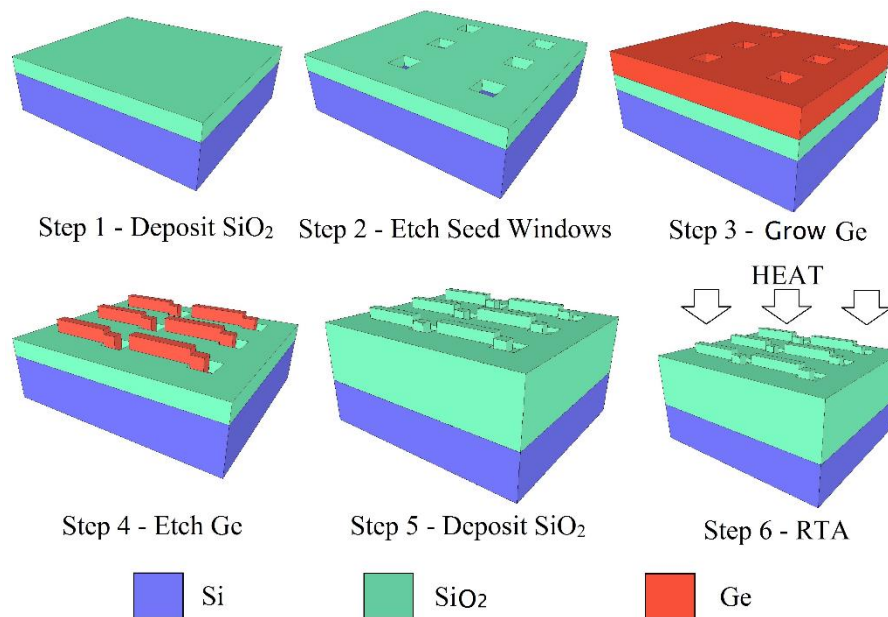 Step 1 - Deposit SiO₂
Step 2 - Etch Seed Windows
Step 3 - Grow Ge
HEAT
Step 4 - Etch Ge
Step 5 - Deposit SiO₂
Step 6 - RTA
Si
SiO₂
Ge